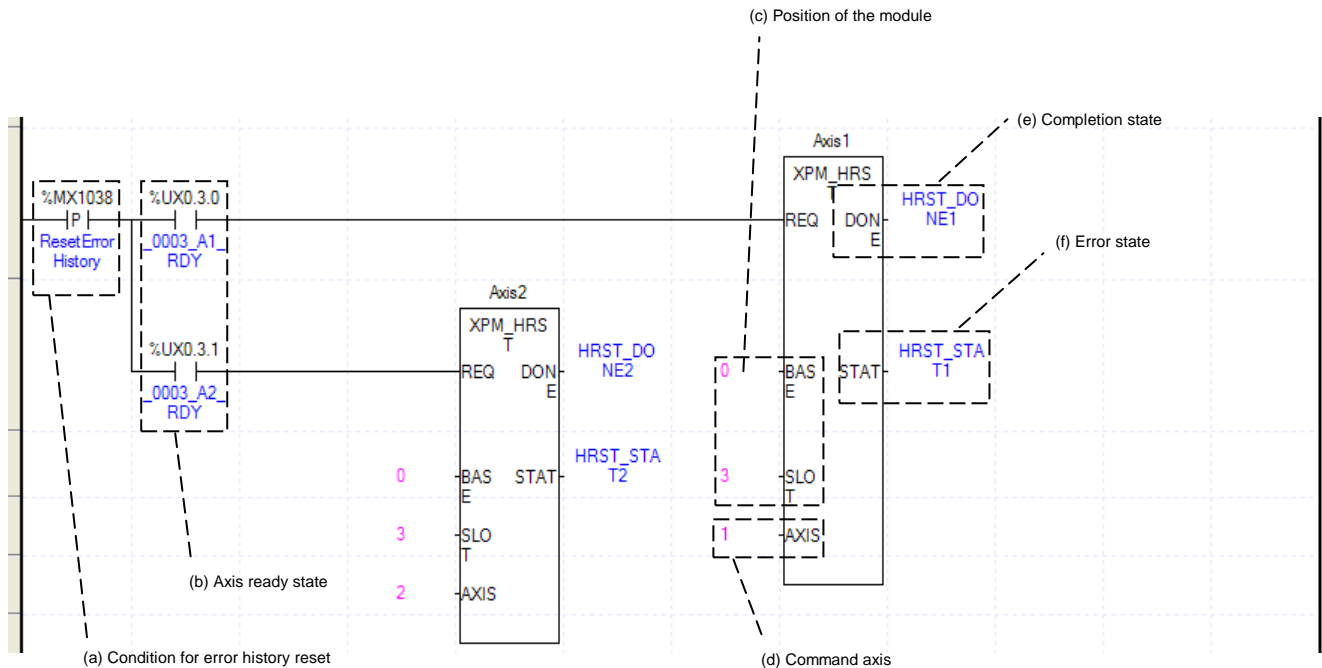 (c) Position of the module
(e) Completion state
Axis1
XPM_HRS
T
%MX1038
%UX0.3.0
P
REQ
DON
E
HRST_DO
NE1
ResetError
History
_0003_A1_
RDY
(f) Error state
Axis2
XPM_HRS
T
%UX0.3.1
REQ
DON
E
HRST_DO
NE2
0
BAS
E
STAT
HRST_STA
T1
_0003_A2_
RDY
0
BAS
E
STAT
HRST_STA
T2
3
SLO
T
3
SLO
T
1
AXIS
2
AXIS
(b) Axis ready state
(a) Condition for error history reset
(d) Command axis